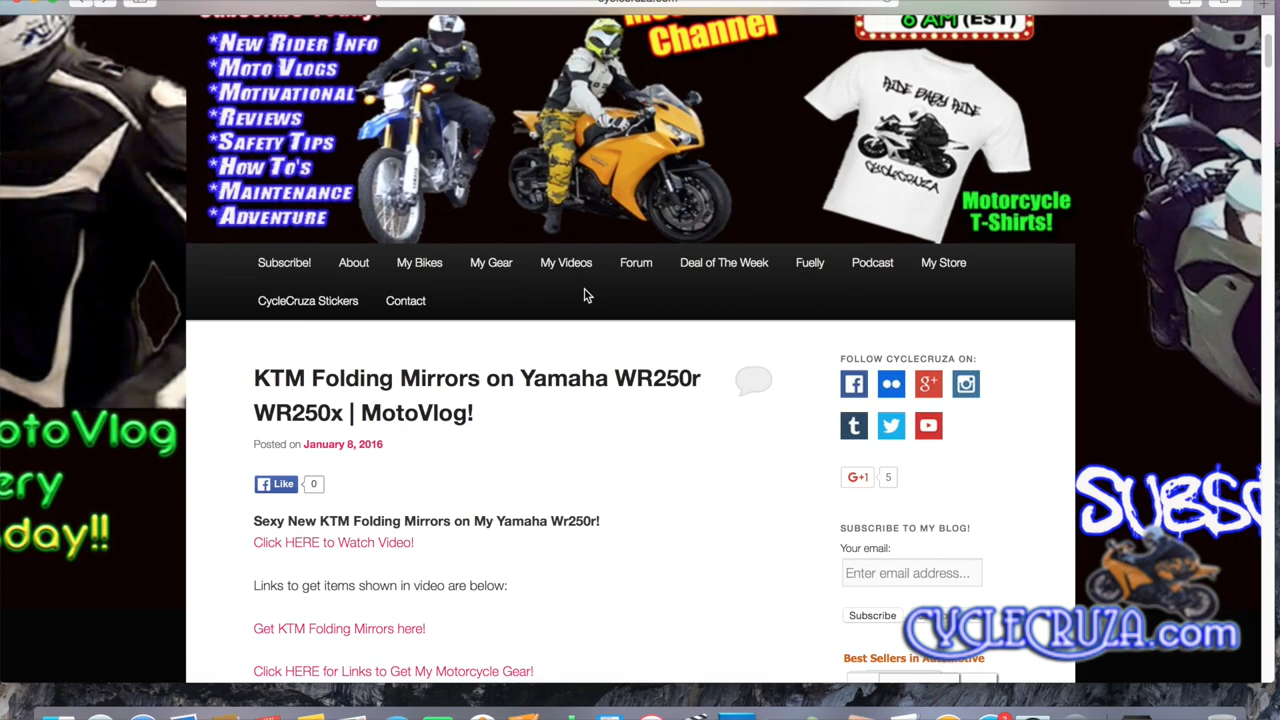 cyclecruza.com
Subscribe Today!
*New Rider Info
*Moto Vlogs
*Motivational
*Reviews
*Safety Tips
*How To's
*Maintenance
*Adventure
Channel
6 AM (EST)
RIDE BABY RIDE
CYCLECRUZA
Motorcycle
T-Shirts!
Subscribe! About My Bikes My Gear My Videos Forum Deal of The Week Fuelly Podcast My Store
CycleCruza Stickers Contact
KTM Folding Mirrors on Yamaha WR250r
WR250x | MotoVlog!
Posted on January 8, 2016
Like 0
Sexy New KTM Folding Mirrors on My Yamaha Wr250r!
Click HERE to Watch Video!
Links to get items shown in video are below:
Get KTM Folding Mirrors here!
Click HERE for Links to Get My Motorcycle Gear!
FOLLOW CYCLECRUZA ON:
G+1 5
SUBSCRIBE TO MY BLOG!
Your email:
Enter email address...
Subscribe
Best Sellers in Automotive
CYCLECRUZA.com